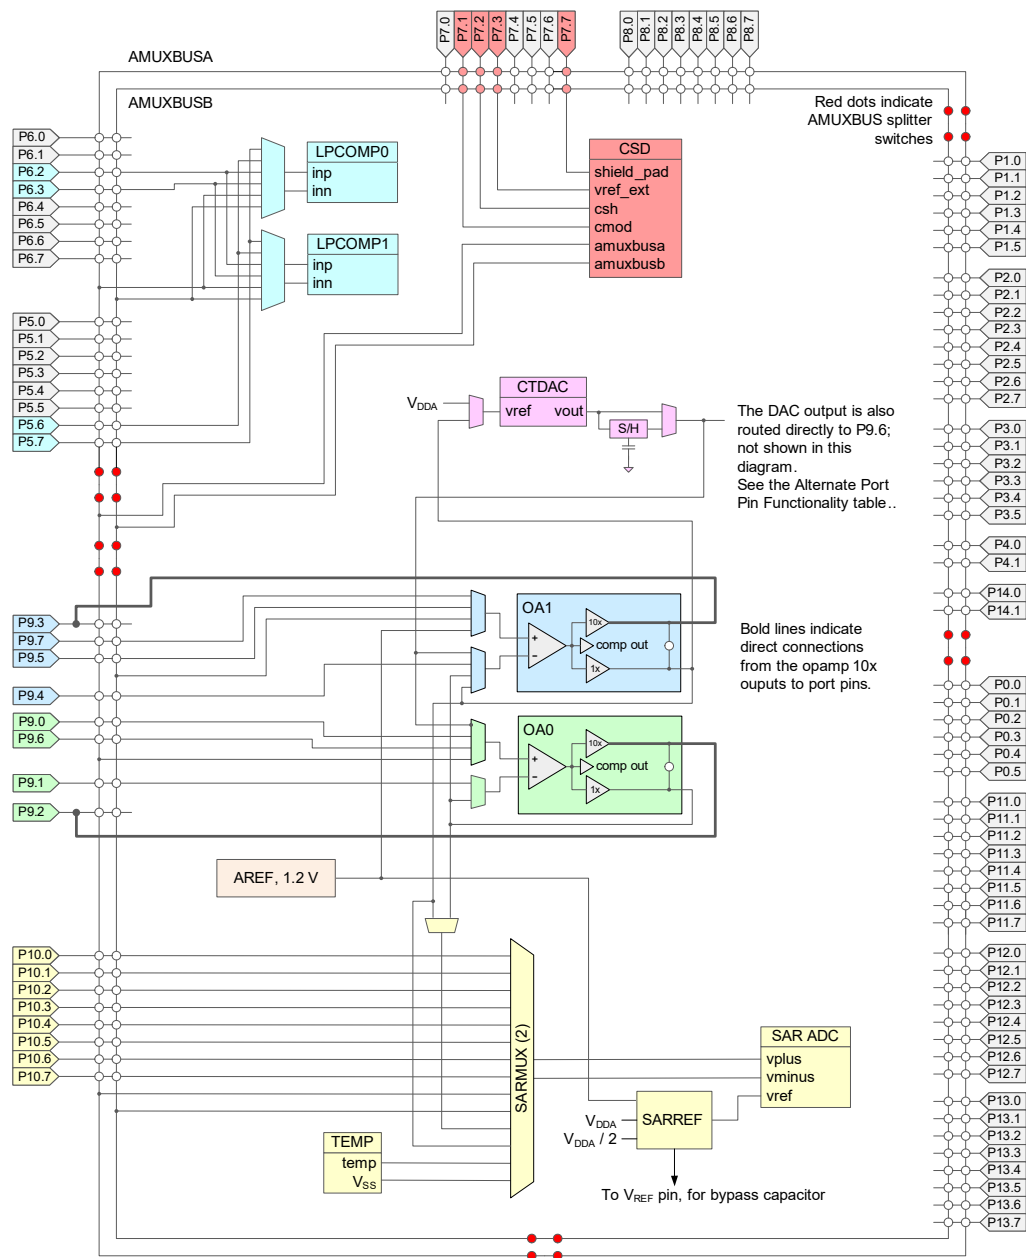 P7.0
P7.1
P7.2
P7.3
P7.4
P7.5
P7.6
P7.7
P8.0
P8.1
P8.2
P8.3
P8.4
P8.5
P8.6
P8.7
AMUXBUSA
AMUXBUSB
Red dots indicate
AMUXBUS splitter
switches
P6.0
P6.1
P6.2
P6.3
P6.4
P6.5
P6.6
P6.7
LPCOMP0
inp
inn
LPCOMP1
inp
inn
CSD
shield_pad
vref_ext
csh
cmod
amuxbusa
amuxbusb
P1.0
P1.1
P1.2
P1.3
P1.4
P1.5
P2.0
P2.1
P2.2
P2.3
P2.4
P2.5
P2.6
P2.7
P5.0
P5.1
P5.2
P5.3
P5.4
P5.5
P5.6
P5.7
CTDAC
VDDA
vref vout
S/H
The DAC output is also
routed directly to P9.6;
not shown in this
diagram.
See the Alternate Port
Pin Functionality table..
P3.0
P3.1
P3.2
P3.3
P3.4
P3.5
P4.0
P4.1
P14.0
P14.1
P9.3
P9.7
P9.5
P9.4
P9.0
P9.6
P9.1
P9.2
OA1
+
−
10x
comp out
1x
OA0
+
−
10x
comp out
1x
Bold lines indicate
direct connections
from the opamp 10x
ouputs to port pins.
P0.0
P0.1
P0.2
P0.3
P0.4
P0.5
P11.0
P11.1
P11.2
P11.3
P11.4
P11.5
P11.6
P11.7
AREF, 1.2 V
P10.0
P10.1
P10.2
P10.3
P10.4
P10.5
P10.6
P10.7
SARMUX (2)
SAR ADC
vplus
vminus
vref
SARREF
VDDA
VDDA / 2
To VREF pin, for bypass capacitor
TEMP
temp
VSS
P12.0
P12.1
P12.2
P12.3
P12.4
P12.5
P12.6
P12.7
P13.0
P13.1
P13.2
P13.3
P13.4
P13.5
P13.6
P13.7